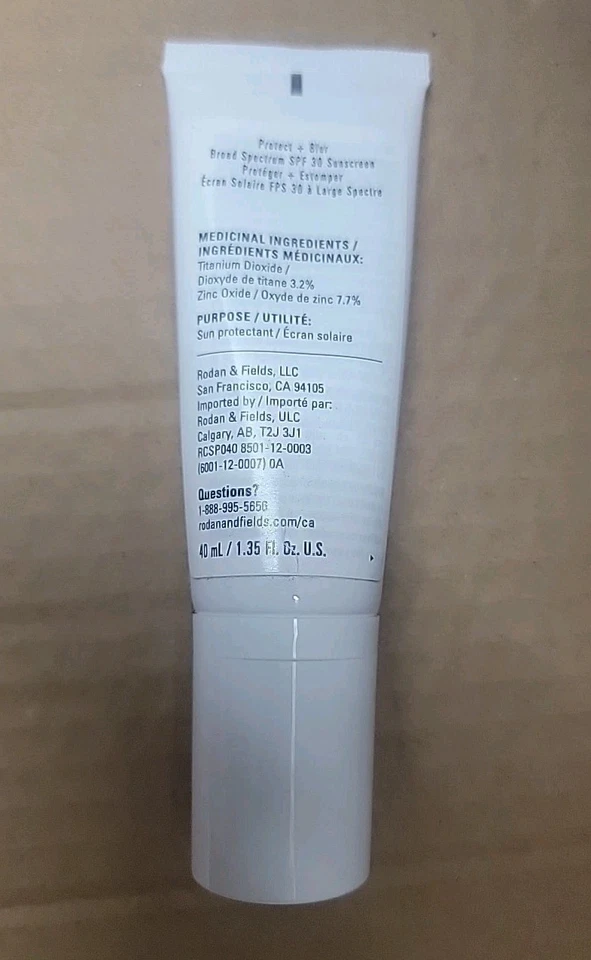 Protect + Blur
Broad Spectrum SPF 30 Sunscreen
Protéger + Estomper
Écran Solaire FPS 30 à Large Spectre
MEDICINAL INGREDIENTS /
INGRÉDIENTS MÉDICINAUX:
Titanium Dioxide /
Dioxyde de titane 3.2%
Zinc Oxide / Oxyde de zinc 7.7%
PURPOSE / UTILITÉ:
Sun protectant / Écran solaire
Rodan & Fields, LLC
San Francisco, CA 94105
Imported by / Importé par:
Rodan & Fields, ULC
Calgary, AB, T2J 3J1
RCSP040 8501-12-0003
(6001-12-0007) 0A
Questions?
1-888-995-5656
rodanandfields.com/ca
40 mL / 1.35 Fl. Oz. U.S.